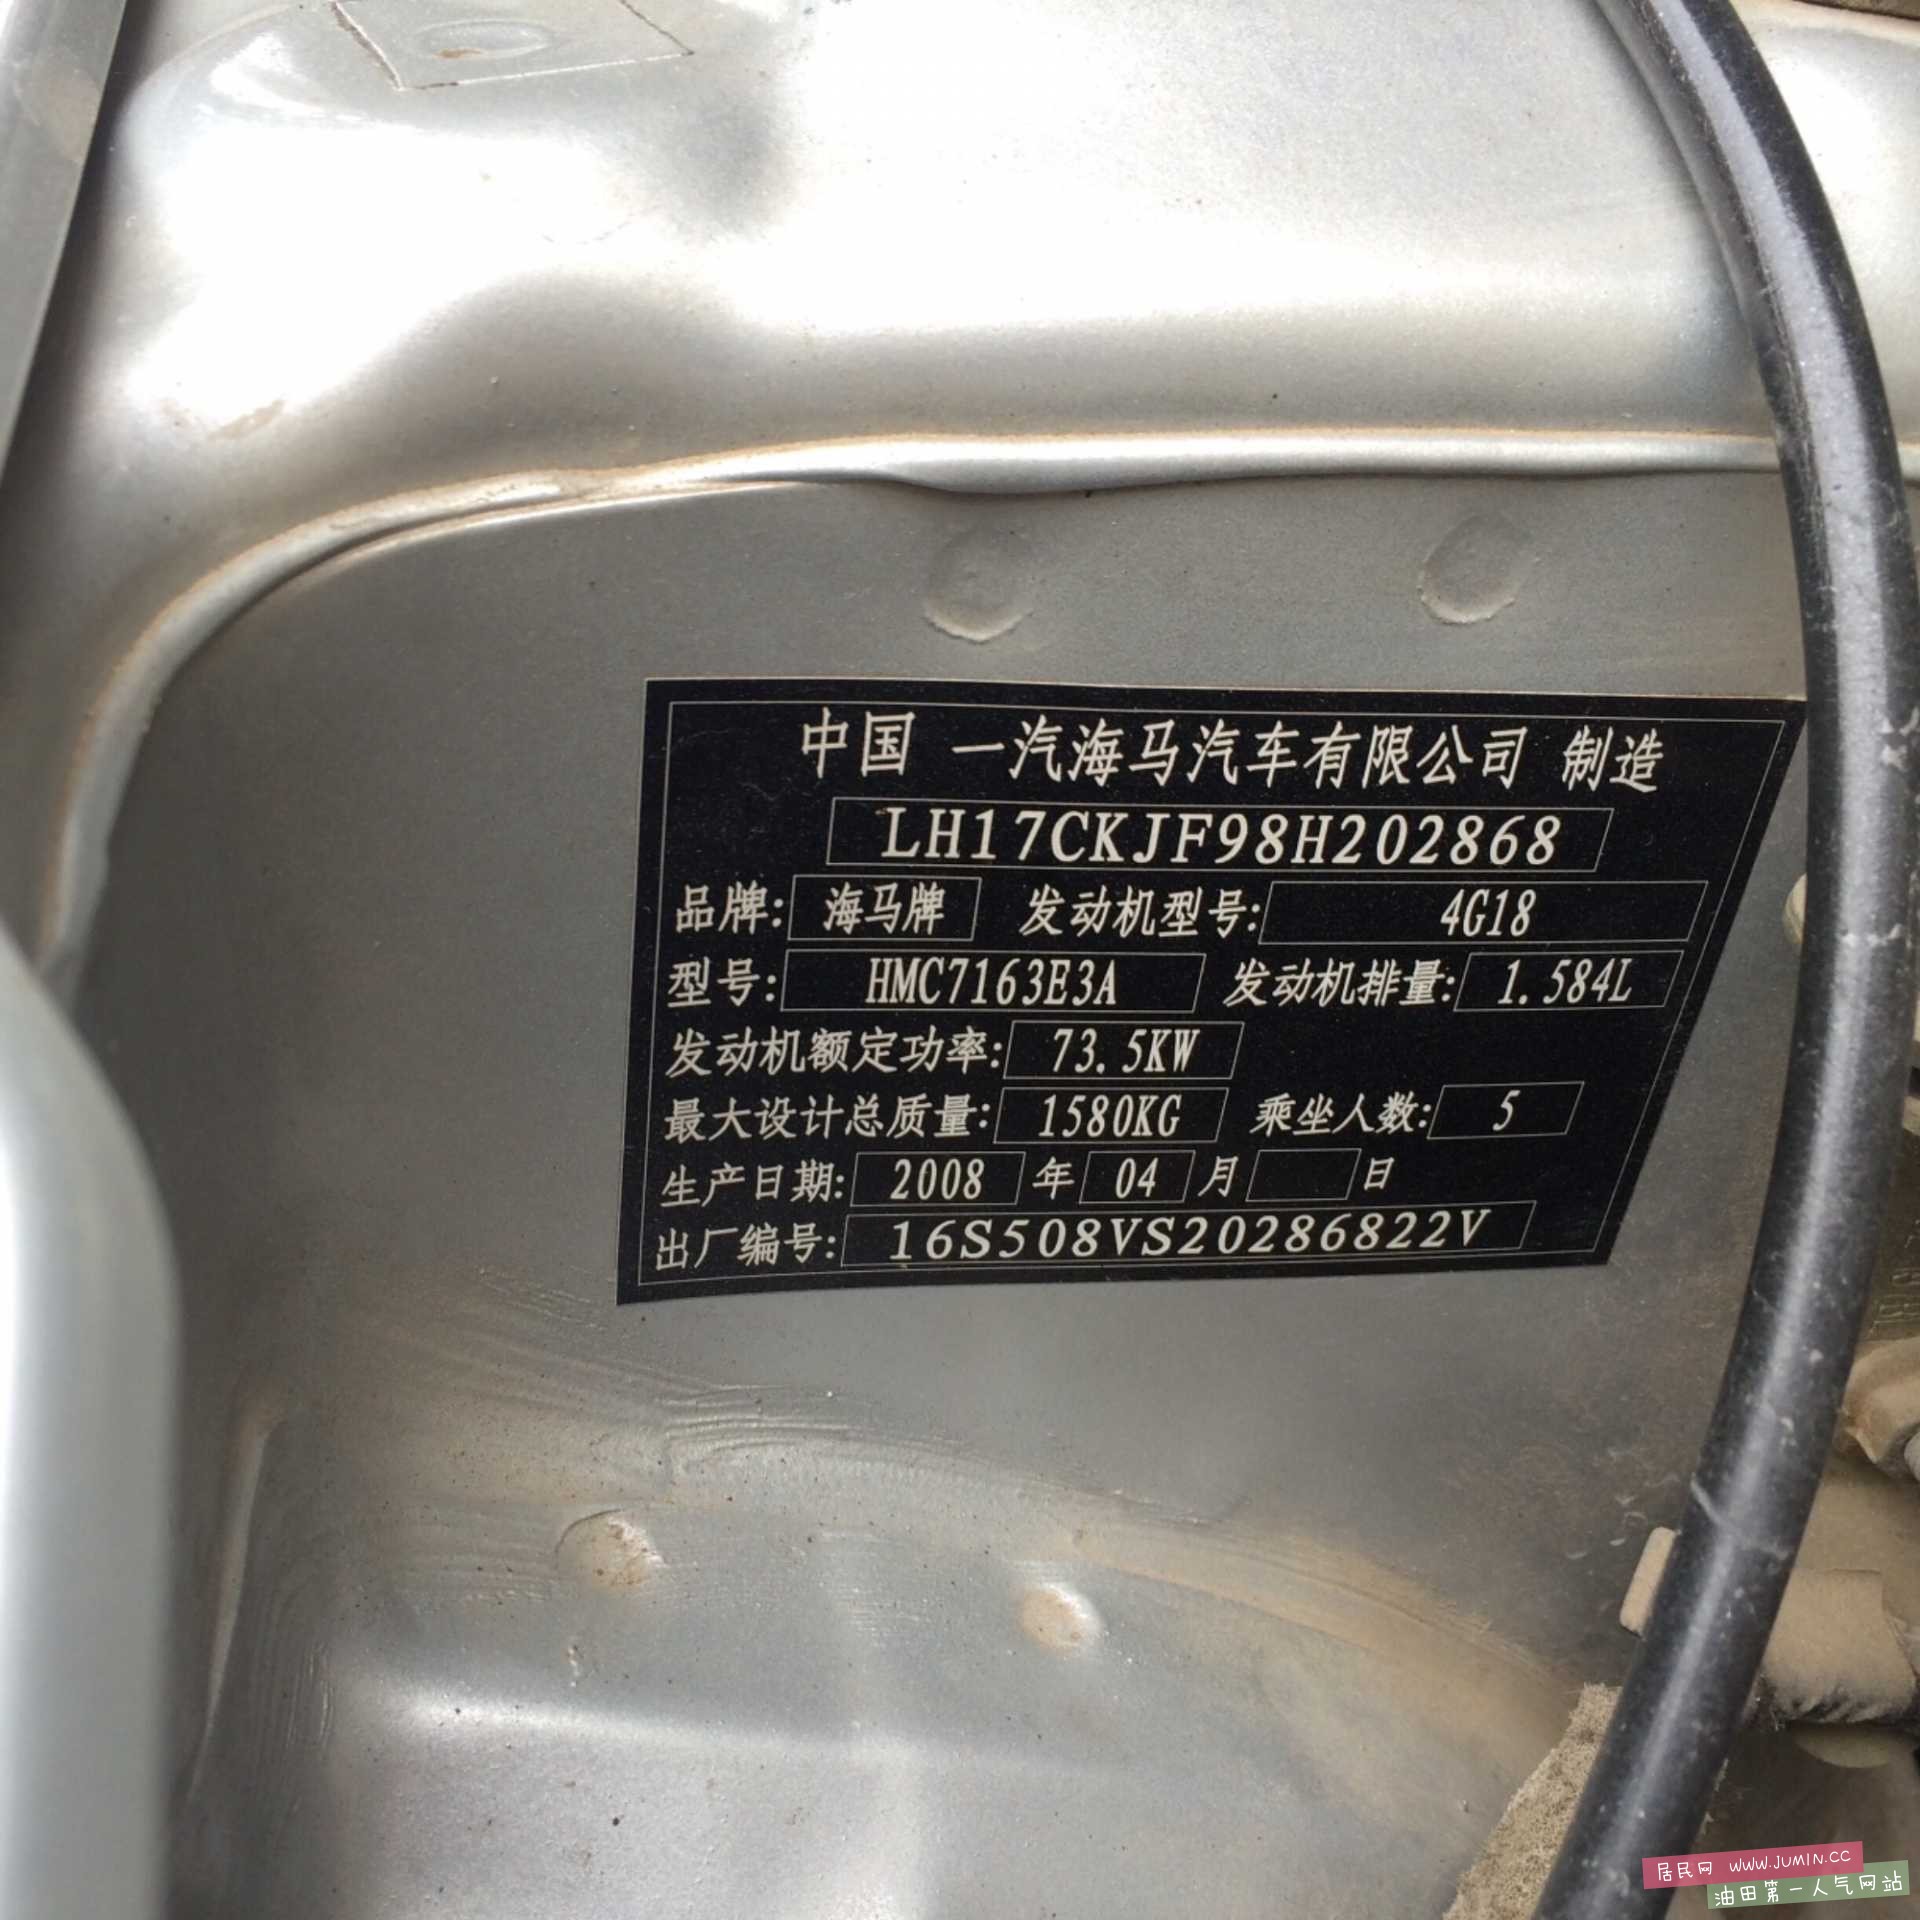 中国 一汽海马汽车有限公司 制造
LH17CKJF98H202868
品牌: 海马牌 发动机型号: 4G18
型号: HMC7163E3A 发动机排量: 1.584L
发动机额定功率: 73.5KW
最大设计总质量: 1580KG 乘坐人数: 5
生产日期: 2008 年 04 月 日
出厂编号: 16S508VS20286822V
居民网 WWW.JUMIN.CC
油田第一人气网站